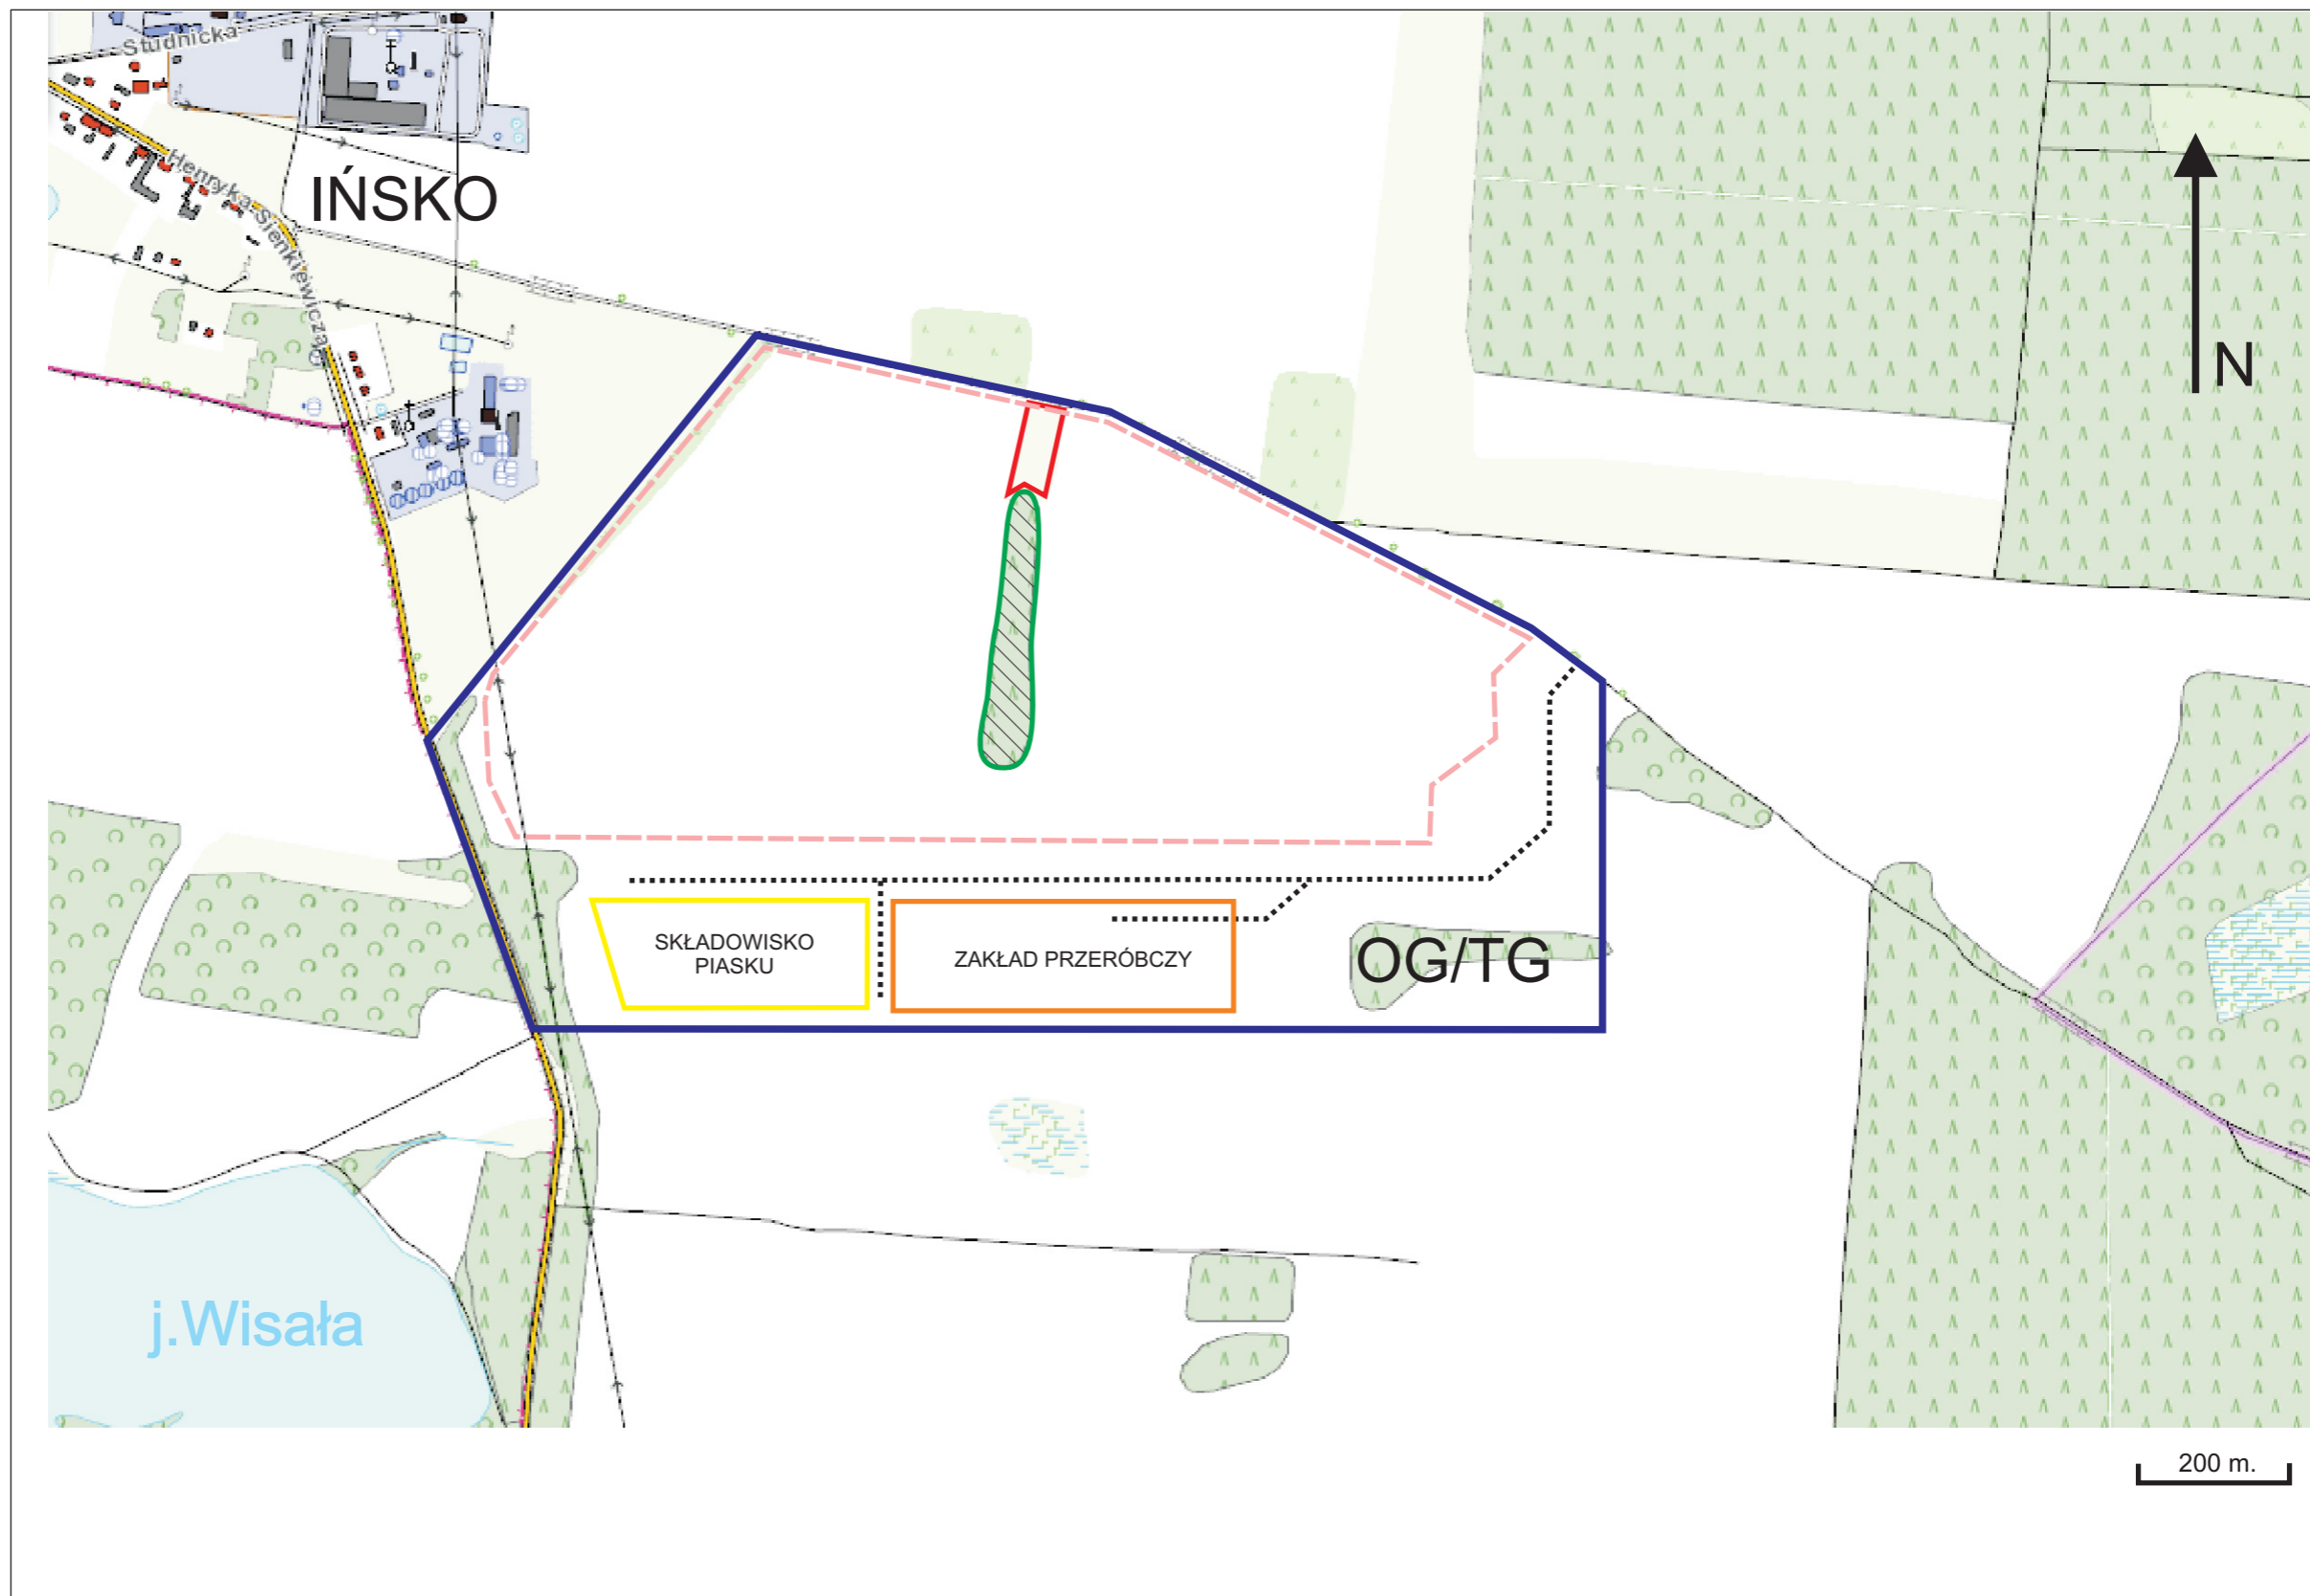 Studnicka
Henryka Sienkiewicza
IŃSKO
N
SKŁADOWISKO
PIASKU
ZAKŁAD PRZERÓBCZY
OG/TG
j.Wisała
200 m.